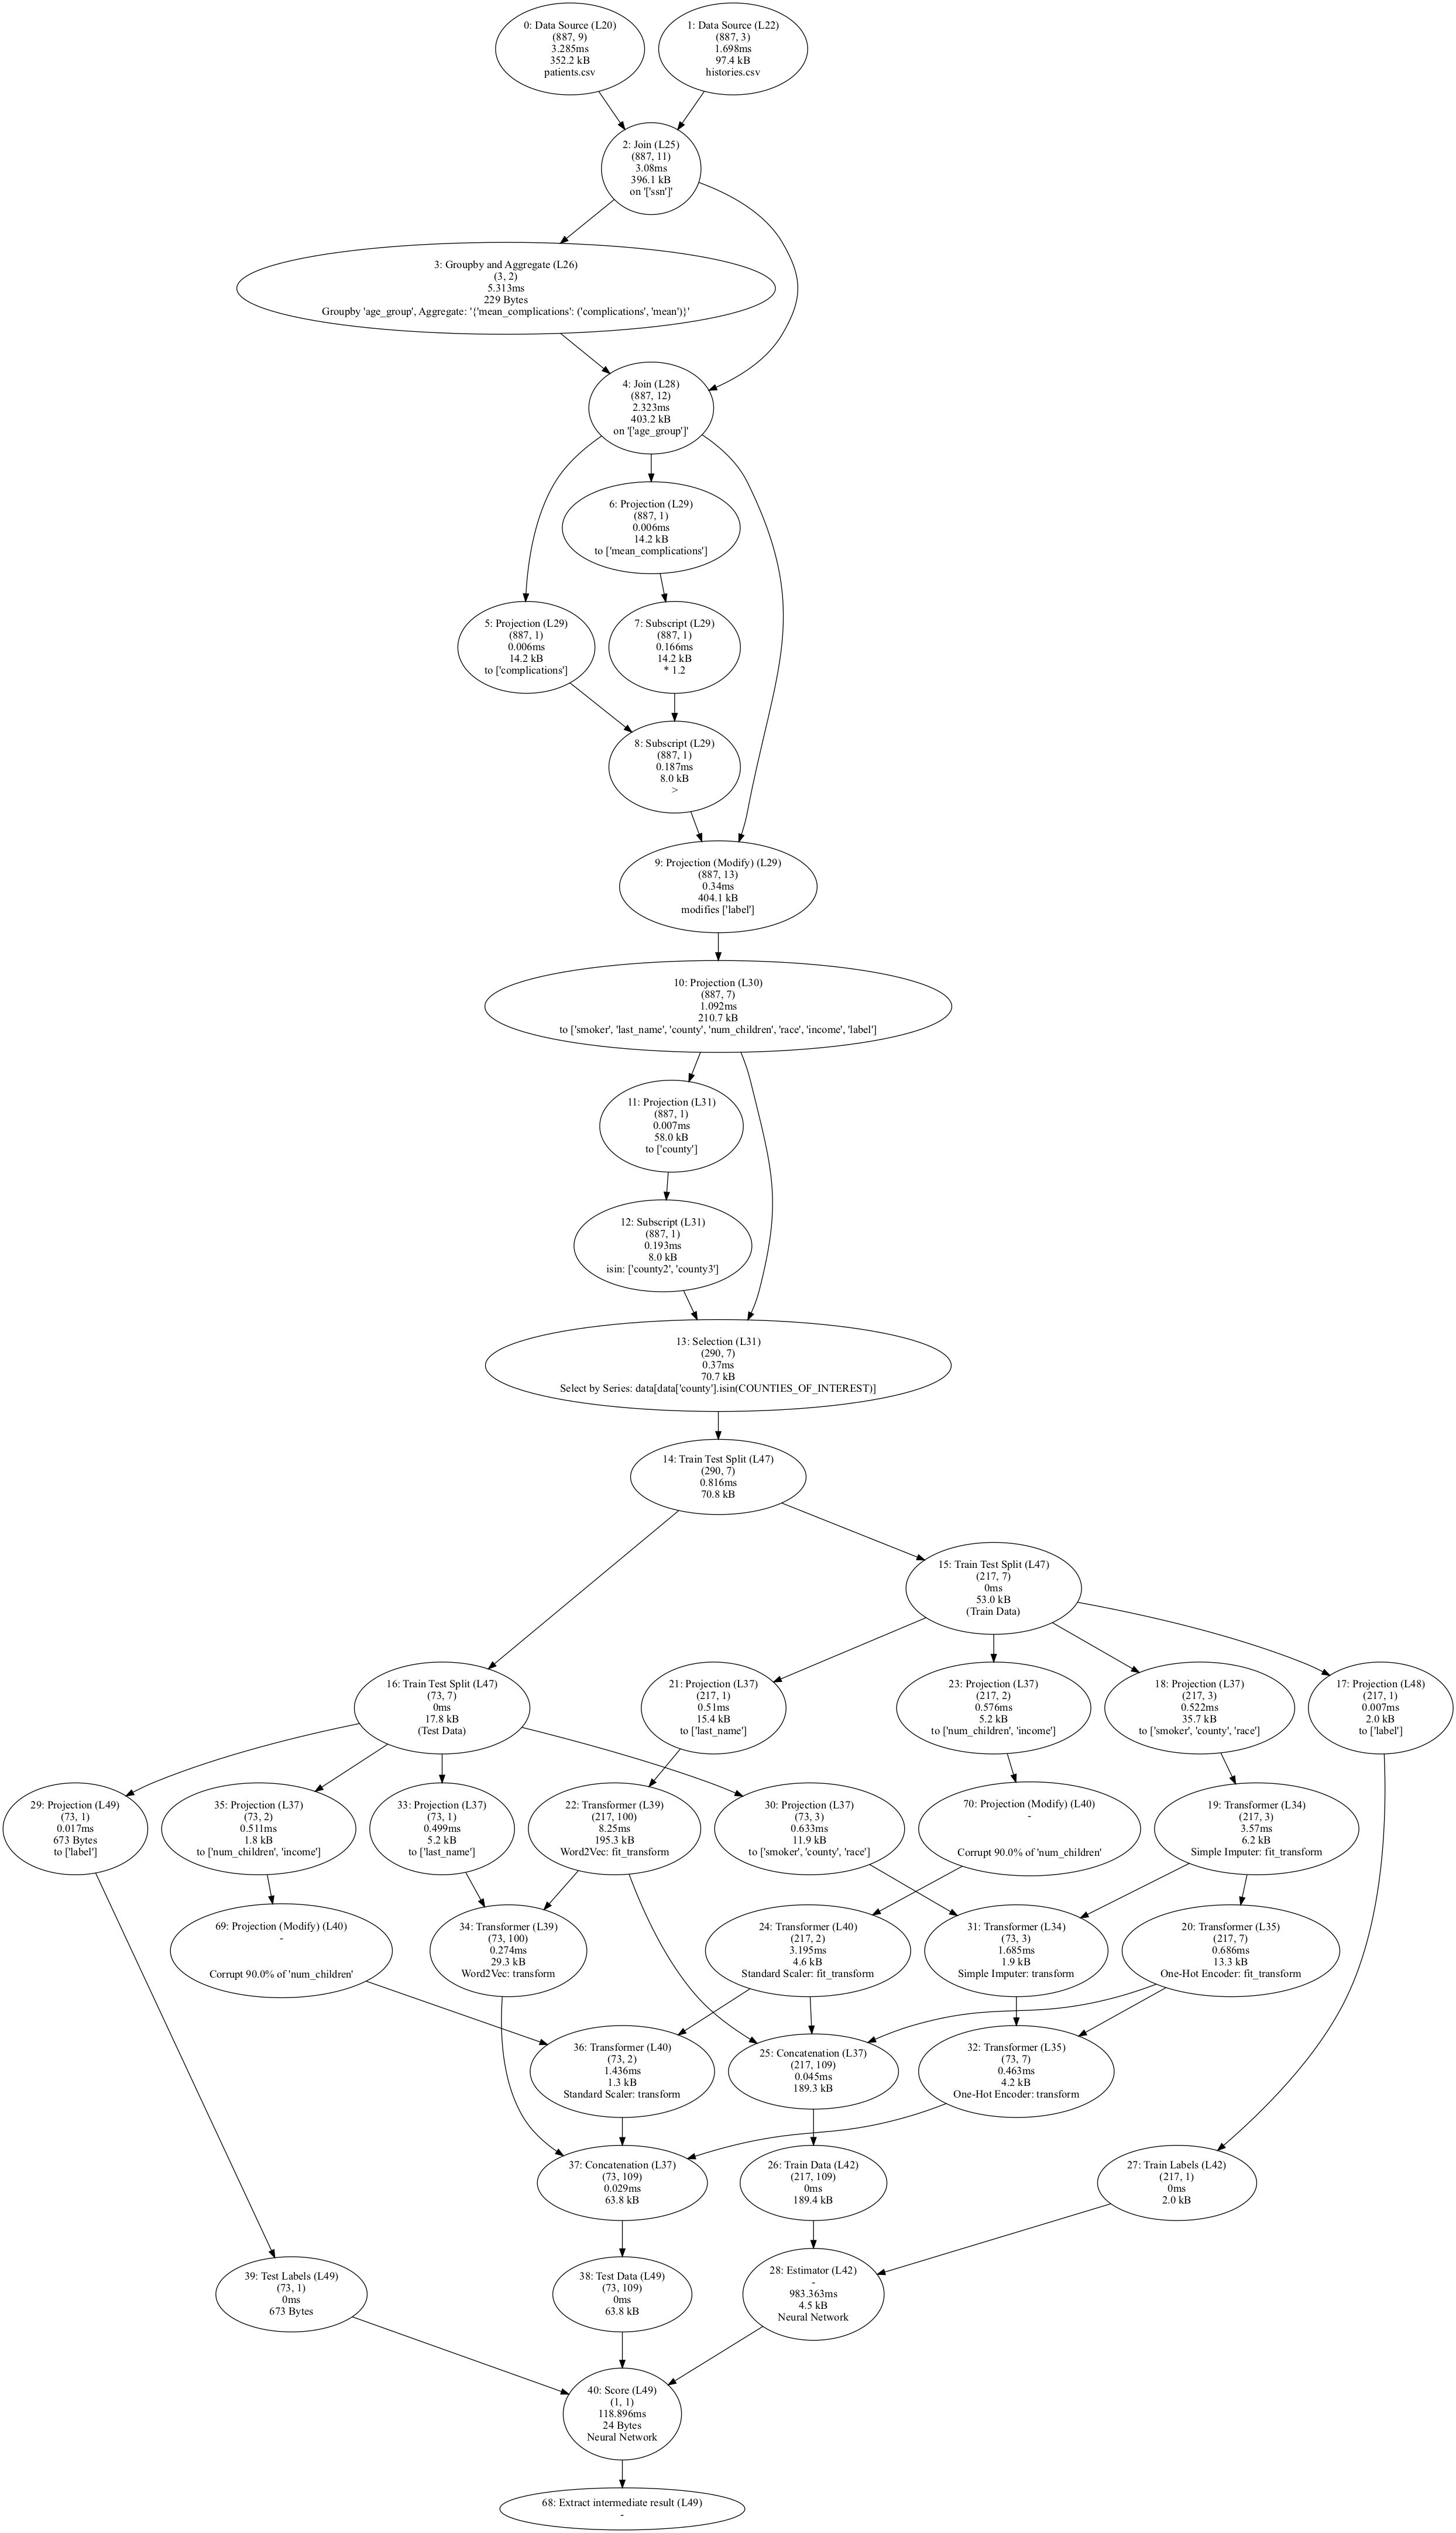 0: Data Source (L20)
(887, 9)
3.285ms
352.2 kB
patients.csv
1: Data Source (L22)
(887, 3)
1.698ms
97.4 kB
histories.csv
2: Join (L25)
(887, 11)
3.08ms
396.1 kB
on '['ssn']'
3: Groupby and Aggregate (L26)
(3, 2)
5.313ms
229 Bytes
Groupby 'age_group', Aggregate: '{'mean_complications': ('complications', 'mean')}'
4: Join (L28)
(887, 12)
2.323ms
403.2 kB
on '['age_group']'
6: Projection (L29)
(887, 1)
0.006ms
14.2 kB
to ['mean_complications']
5: Projection (L29)
(887, 1)
0.006ms
14.2 kB
to ['complications']
7: Subscript (L29)
(887, 1)
0.166ms
14.2 kB
* 1.2
8: Subscript (L29)
(887, 1)
0.187ms
8.0 kB
>
9: Projection (Modify) (L29)
(887, 13)
0.34ms
404.1 kB
modifies ['label']
10: Projection (L30)
(887, 7)
1.092ms
210.7 kB
to ['smoker', 'last_name', 'county', 'num_children', 'race', 'income', 'label']
11: Projection (L31)
(887, 1)
0.007ms
58.0 kB
to ['county']
12: Subscript (L31)
(887, 1)
0.193ms
8.0 kB
isin: ['county2', 'county3']
13: Selection (L31)
(290, 7)
0.37ms
70.7 kB
Select by Series: data[data['county'].isin(COUNTIES_OF_INTEREST)]
14: Train Test Split (L47)
(290, 7)
0.816ms
70.8 kB
15: Train Test Split (L47)
(217, 7)
0ms
53.0 kB
(Train Data)
16: Train Test Split (L47)
(73, 7)
0ms
17.8 kB
(Test Data)
21: Projection (L37)
(217, 1)
0.51ms
15.4 kB
to ['last_name']
23: Projection (L37)
(217, 2)
0.576ms
5.2 kB
to ['num_children', 'income']
18: Projection (L37)
(217, 3)
0.522ms
35.7 kB
to ['smoker', 'county', 'race']
17: Projection (L48)
(217, 1)
0.007ms
2.0 kB
to ['label']
29: Projection (L49)
(73, 1)
0.017ms
673 Bytes
to ['label']
35: Projection (L37)
(73, 2)
0.511ms
1.8 kB
to ['num_children', 'income']
33: Projection (L37)
(73, 1)
0.499ms
5.2 kB
to ['last_name']
22: Transformer (L39)
(217, 100)
8.25ms
195.3 kB
Word2Vec: fit_transform
30: Projection (L37)
(73, 3)
0.633ms
11.9 kB
to ['smoker', 'county', 'race']
70: Projection (Modify) (L40)
-
Corrupt 90.0% of 'num_children'
19: Transformer (L34)
(217, 3)
3.57ms
6.2 kB
Simple Imputer: fit_transform
69: Projection (Modify) (L40)
-
Corrupt 90.0% of 'num_children'
34: Transformer (L39)
(73, 100)
0.274ms
29.3 kB
Word2Vec: transform
24: Transformer (L40)
(217, 2)
3.195ms
4.6 kB
Standard Scaler: fit_transform
31: Transformer (L34)
(73, 3)
1.685ms
1.9 kB
Simple Imputer: transform
20: Transformer (L35)
(217, 7)
0.686ms
13.3 kB
One-Hot Encoder: fit_transform
36: Transformer (L40)
(73, 2)
1.436ms
1.3 kB
Standard Scaler: transform
25: Concatenation (L37)
(217, 109)
0.045ms
189.3 kB
32: Transformer (L35)
(73, 7)
0.463ms
4.2 kB
One-Hot Encoder: transform
37: Concatenation (L37)
(73, 109)
0.029ms
63.8 kB
26: Train Data (L42)
(217, 109)
0ms
189.4 kB
27: Train Labels (L42)
(217, 1)
0ms
2.0 kB
39: Test Labels (L49)
(73, 1)
0ms
673 Bytes
38: Test Data (L49)
(73, 109)
0ms
63.8 kB
28: Estimator (L42)
-
983.363ms
4.5 kB
Neural Network
40: Score (L49)
(1, 1)
118.896ms
24 Bytes
Neural Network
68: Extract intermediate result (L49)
-